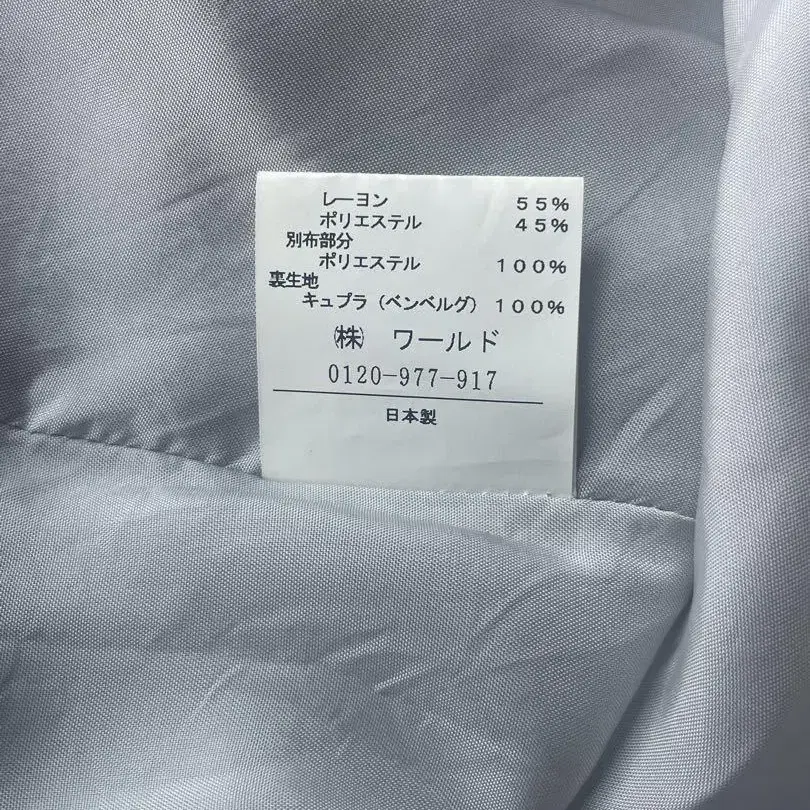 レーヨン 55%
ポリエステル 45%
別布部分
ポリエステル 100%
裏生地
キュプラ（ベンベルグ） 100%
㈱ ワールド
0120-977-917
日本製